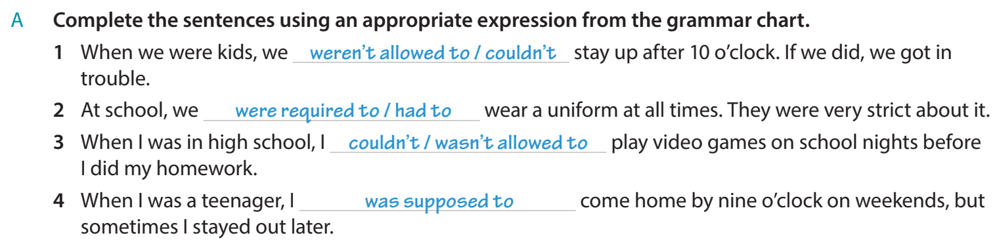 A Complete the sentences using an appropriate expression from the grammar chart.
1 When we were kids, we weren't allowed to / couldn't stay up after 10 o'clock. If we did, we got in
trouble.
2 At school, we were required to / had to wear a uniform at all times. They were very strict about it.
3 When I was in high school, I couldn't / wasn't allowed to play video games on school nights before
I did my homework.
4 When I was a teenager, I was supposed to come home by nine o'clock on weekends, but
sometimes I stayed out later.